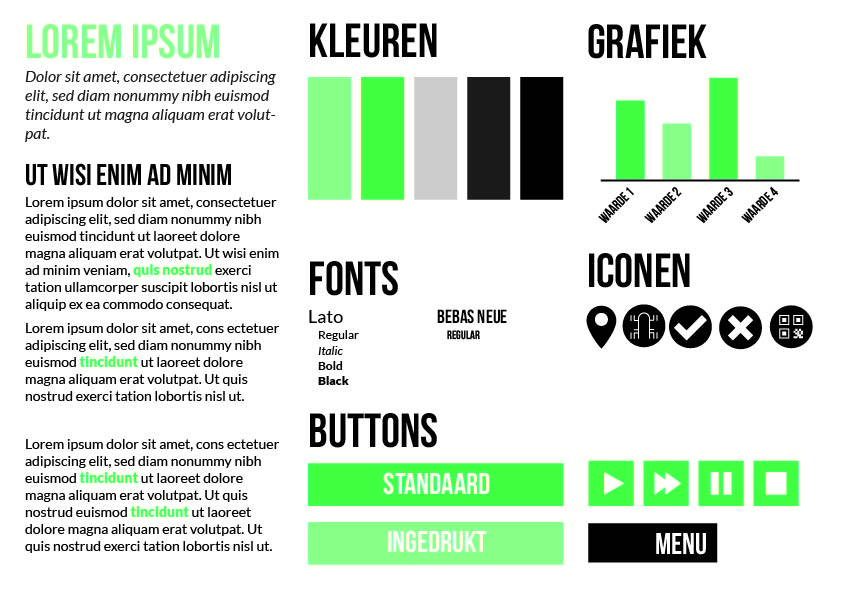 LOREM IPSUM
Dolor sit amet, consectetuer adipiscing
elit, sed diam nonummy nibh euismod
tincidunt ut magna aliquam erat volut-
pat.
UT WISI ENIM AD MINIM
Lorem ipsum dolor sit amet, consectetuer
adipiscing elit, sed diam nonummy nibh
euismod tincidunt ut laoreet dolore
magna aliquam erat volutpat. Ut wisi enim
ad minim veniam, quis nostrud exerci
tation ullamcorper suscipit lobortis nisl ut
aliquip ex ea commodo consequat.
Lorem ipsum dolor sit amet, cons ectetuer
adipiscing elit, sed diam nonummy nibh
euismod tincidunt ut laoreet dolore
magna aliquam erat volutpat. Ut quis
nostrud exerci tation lobortis nisl ut.
Lorem ipsum dolor sit amet, cons ectetuer
adipiscing elit, sed diam nonummy nibh
euismod tincidunt ut laoreet dolore
magna aliquam erat volutpat. Ut quis
nostrud euismod tincidunt ut laoreet
dolore magna aliquam erat volutpat. Ut
quis nostrud exerci tation lobortis nisl ut.
KLEUREN
FONTS
Lato
Regular
Italic
Bold
Black
BEBAS NEUE
REGULAR
BUTTONS
STANDAARD
INGEDRUKT
GRAFIEK
WAARDE 1
WAARDE 2
WAARDE 3
WAARDE 4
ICONEN
MENU